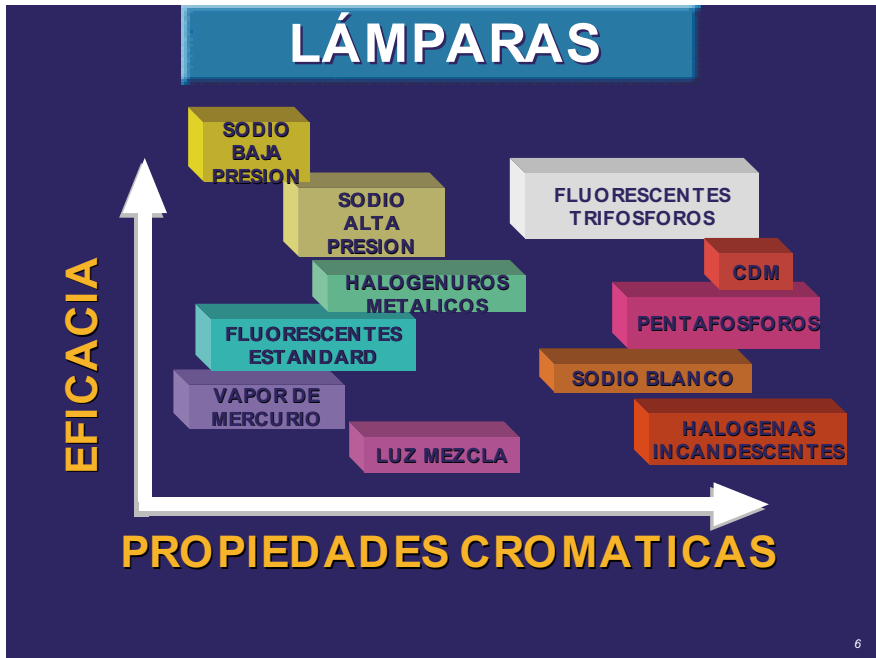 LÁMPARAS
SODIO
BAJA
PRESION
SODIO
ALTA
PRESION
FLUORESCENTES
TRIFOSFOROS
CDM
HALOGENUROS
METALICOS
PENTAFOSFOROS
FLUORESCENTES
ESTANDARD
SODIO BLANCO
VAPOR DE
MERCURIO
HALOGENAS
INCANDESCENTES
LUZ MEZCLA
EFICACIA
PROPIEDADES CROMATICAS
6